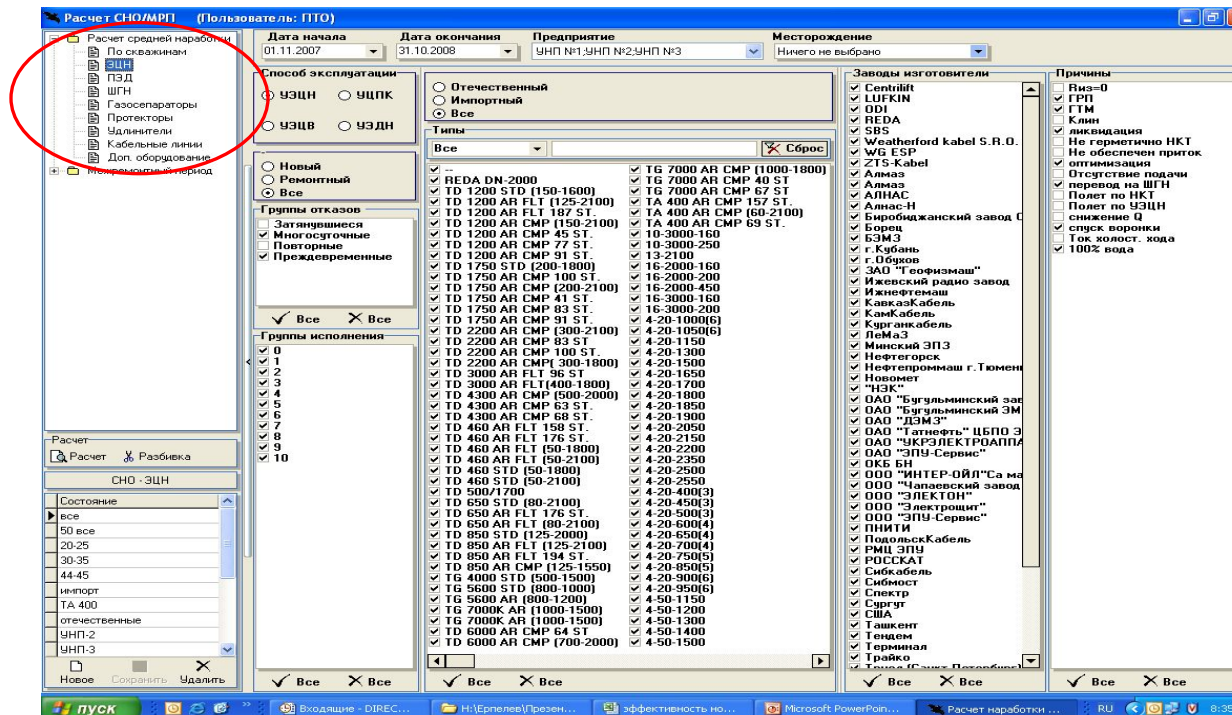 Расчет СНО/МРП (Пользователь: ПТО)
Расчет средней наработки
По скважинам
ЭЦН
ПЭД
ШГН
Газосепараторы
Протекторы
Удлинители
Кабельные линии
Доп. оборудование
Межремонтный период
Расчет
Расчет Разбивка
СНО - ЭЦН
Состояние
все
50 все
20-25
30-35
44-45
импорт
ТА 400
отечественные
УНП-2
УНП-3
Новое Сохранить Удалить
Дата начала Дата окончания Предприятие Месторождение
01.11.2007 31.10.2008 УНП №1;УНП №2;УНП №3 Ничего не выбрано
Способ эксплуатации
УЭЦН УЦПК
УЭЦВ УЭДН
Новый
Ремонтный
Все
Группы отказов
Затянувшиеся
Многосуточные
Повторные
Преждевременные
Все Все
Группы исполнения
0
1
2
3
4
5
6
7
8
9
10
Все Все
Отечественный
Импортный
Все
Типы
Все Сброс
--
REDA DN-2000
TD 1200 STD (150-1600)
TD 1200 AR FLT (125-2100)
TD 1200 AR FLT 187 ST.
TD 1200 AR CMP (150-2100)
TD 1200 AR CMP 45 ST.
TD 1200 AR CMP 77 ST.
TD 1200 AR CMP 91 ST.
TD 1750 STD (200-1800)
TD 1750 AR CMP 100 ST.
TD 1750 AR CMP (200-2100)
TD 1750 AR CMP 41 ST.
TD 1750 AR CMP 83 ST.
TD 1750 AR CMP 91 ST.
TD 2200 AR CMP (300-2100)
TD 2200 AR CMP 83 ST
TD 2200 AR CMP 100 ST.
TD 2200 AR CMP( 300-1800)
TD 3000 AR FLT 96 ST
TD 3000 AR FLT(400-1800)
TD 4300 AR CMP (500-2000)
TD 4300 AR CMP 63 ST.
TD 4300 AR CMP 68 ST.
TD 460 AR FLT 158 ST.
TD 460 AR FLT 176 ST.
TD 460 AR FLT (50-1800)
TD 460 AR FLT (50-2100)
TD 460 STD (50-1800)
TD 460 STD (50-2100)
TD 500/1700
TD 650 STD (80-2100)
TD 650 AR FLT 176 ST.
TD 650 AR FLT (80-2100)
TD 850 STD (125-2000)
TD 850 AR FLT (125-2100)
TD 850 AR FLT 194 ST.
TD 850 AR CMP (125-1550)
TG 4000 STD (500-1500)
TG 5600 STD (800-1000)
TG 5600 AR (800-1200)
TG 7000K AR (1000-1500)
TG 7000K AR (1000-1500)
TD 6000 AR CMP 64 ST
TD 6000 AR CMP (700-2000)
TG 7000 AR CMP (1000-1800)
TG 7000 AR CMP 40 ST
TG 7000 AR CMP 67 ST
TA 400 AR CMP 157 ST.
TA 400 AR CMP (60-2100)
TA 400 AR CMP 69 ST.
10-3000-160
10-3000-250
13-2100
16-2000-160
16-2000-200
16-2000-450
16-3000-160
16-3000-200
4-20-1000(6)
4-20-1050(6)
4-20-1150
4-20-1300
4-20-1500
4-20-1650
4-20-1700
4-20-1800
4-20-1850
4-20-1900
4-20-2050
4-20-2150
4-20-2200
4-20-2350
4-20-2500
4-20-2550
4-20-400(3)
4-20-450(3)
4-20-500(3)
4-20-600(4)
4-20-700(4)
4-20-750(5)
4-20-850(5)
4-20-900(6)
4-20-950(6)
4-50-1150
4-50-1200
4-50-1300
4-50-1400
4-50-1500
Все Все
Заводы изготовители
Centrilift
LUFKIN
ODI
REDA
SBS
Weatherford kabel S.R.O.
WG ESP
ZTS-Kabel
Алмаз
Алмаз
АЛНАС
Алнас-Н
Биробиджанский завод С
Борец
БЭМЗ
г.Кубань
г.Обухов
ЗАО "Геофизмаш"
Ижевский радио завод
Ижнефтемаш
КавказКабель
КамКабель
Курганкабель
ЛеМаЗ
Минский ЭПЗ
Нефтегорск
Нефтепроммаш г.Тюмен
Новомет
"НЭК"
ОАО "Бугульминский зав
ОАО "Бугульминский ЭМ
ОАО "ДЭМЗ"
ОАО "Татнефть" ЦБПО Э
ОАО "УКРЭЛЕКТРОАППА
ОАО "ЭПУ-Сервис"
ОКБ БН
ООО "ИНТЕР-ОЙЛ"Са ма
ООО "Чапаевский завод
ООО "ЭЛЕКТОН"
ООО "Электрощит"
ООО "ЭПУ-Сервис"
ПНИТИ
ПодольскКабель
РМЦ ЭПУ
РОССКАТ
Сибкабель
Сибмост
Спектр
Сургут
США
Ташкент
Тендем
Терминал
Трайко
Все Все
Причины
Rиз=0
ГРП
ГТМ
Клин
ликвидация
Не герметично НКТ
Не обеспечен приток
оптимизация
Отсутствие подачи
перевод на ШГН
Полет по НКТ
Полет по УЭЦН
снижение Q
спуск воронки
Ток холост. хода
100% вода
Все Все
пуск Входящие - DIREC... H:\Ерпелев\Презен... эффективность но... Microsoft PowerPoin... Расчет наработки ... RU 8:35